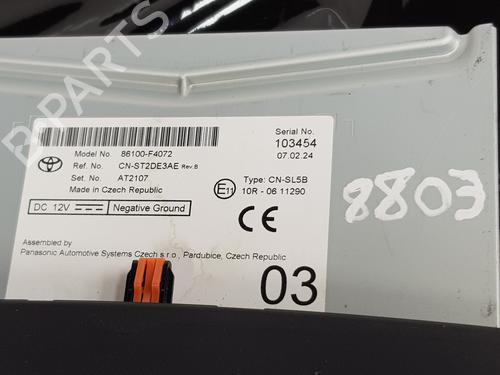 B-PARTS
Serial No.
103454
07.02.24
Model No. 86100-F4072
Ref. No. CN-ST2DE3AE Rev.B
Set. No. AT2107
Made in Czech Republic
E11
Type: CN-SL5B
10R - 06 11290
DC 12V Negative Ground
CE
Assembled by
Panasonic Automotive Systems Czech s.r.o., Pardubice, Czech Republic
03
8803